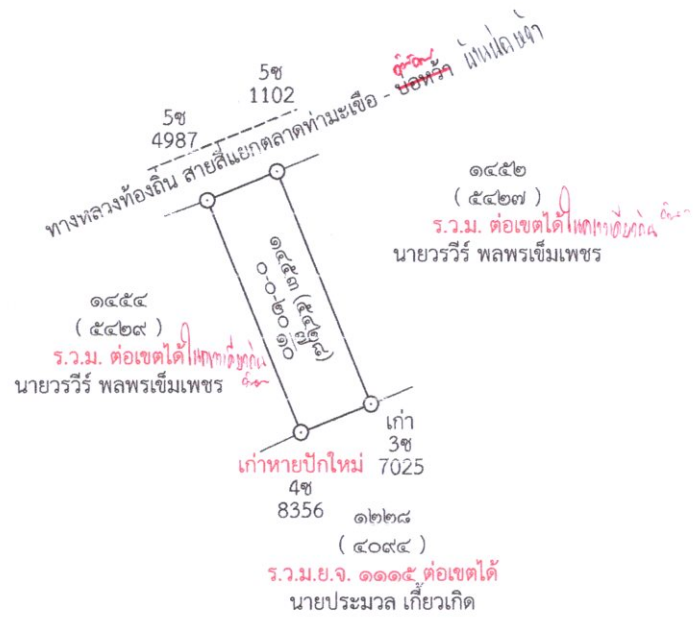 5ช
1102
5ช
4987
ทางหลวงท้องถิ่น สายสี่แยกตลาดท่ามะเขือ - บ่อหว้า
๑๔๕๒
( ๕๔๒๗ )
ร.ว.ม. ต่อเขตได้
นายวรวีร์ พลพรเข็มเพชร
๑๔๕๓ (๕๔๒๘)
๗
๐-๐-๒๐ ๑๐
๑๔๕๔
( ๕๔๒๙ )
ร.ว.ม. ต่อเขตได้
นายวรวีร์ พลพรเข็มเพชร
เก่า
3ช
7025
เก่าหายปักใหม่
4ช
8356
๑๒๒๘
( ๔๐๙๔ )
ร.ว.ม.ย.จ. ๑๑๑๕ ต่อเขตได้
นายประมวล เกี้ยวเกิด